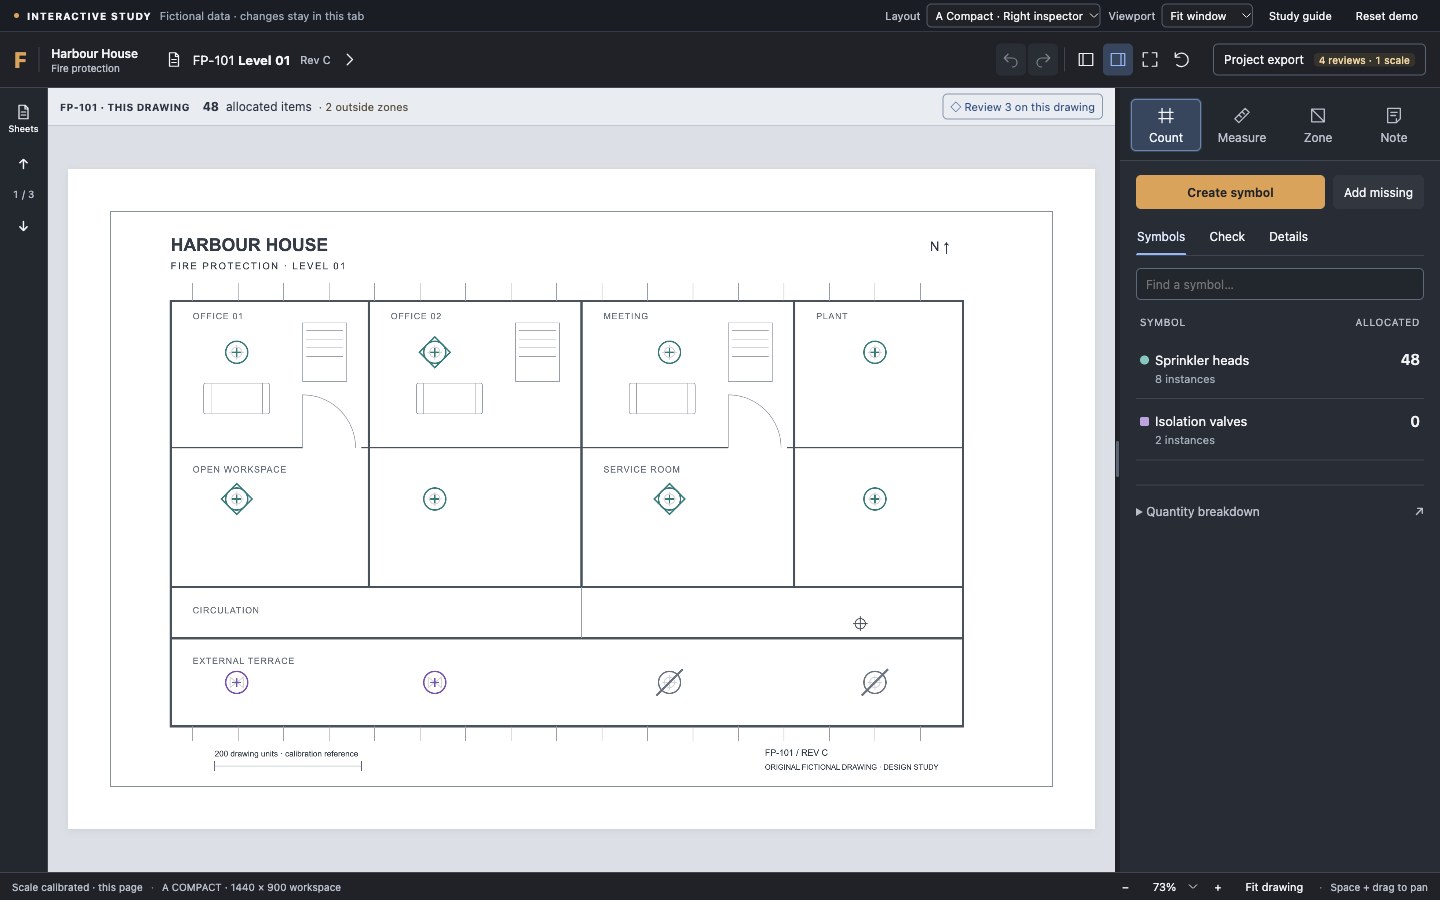 INTERACTIVE STUDY Fictional data · changes stay in this tab
Layout A Compact · Right inspector Viewport Fit window Study guide Reset demo
F Harbour House
Fire protection
FP-101 Level 01 Rev C
Project export 4 reviews · 1 scale
Sheets
1 / 3
FP-101 · THIS DRAWING 48 allocated items · 2 outside zones
Review 3 on this drawing
HARBOUR HOUSE
FIRE PROTECTION · LEVEL 01
N ↑
OFFICE 01
OFFICE 02
MEETING
PLANT
OPEN WORKSPACE
SERVICE ROOM
CIRCULATION
EXTERNAL TERRACE
200 drawing units · calibration reference
FP-101 / REV C
ORIGINAL FICTIONAL DRAWING · DESIGN STUDY
Count Measure Zone Note
Create symbol Add missing
Symbols Check Details
Find a symbol...
SYMBOL ALLOCATED
Sprinkler heads 48
8 instances
Isolation valves 0
2 instances
Quantity breakdown
Scale calibrated · this page · A COMPACT · 1440 × 900 workspace
− 73% + Fit drawing · Space + drag to pan